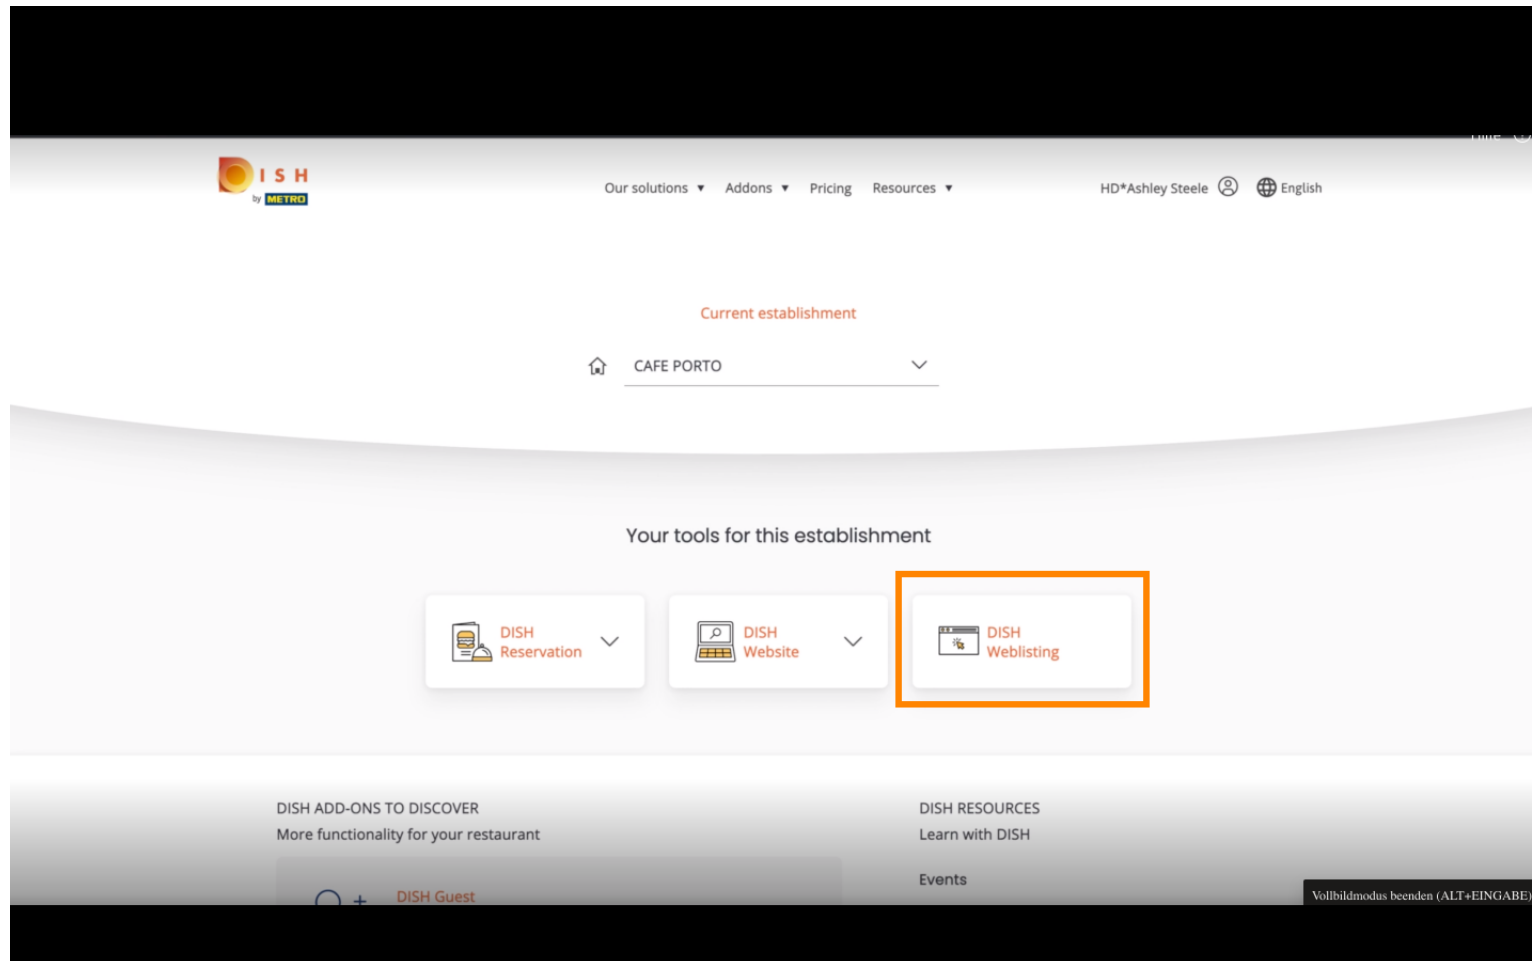 ISH
by METRO
Our solutions ▾ Addons ▾ Pricing Resources ▾ HD*Ashley Steele English
Current establishment
CAFE PORTO
Your tools for this establishment
DISH
Reservation
DISH
Website
DISH
Weblisting
DISH ADD-ONS TO DISCOVER
More functionality for your restaurant
DISH RESOURCES
Learn with DISH
Events
DISH Guest
Vollbildmodus beenden (ALT+EINGABE)